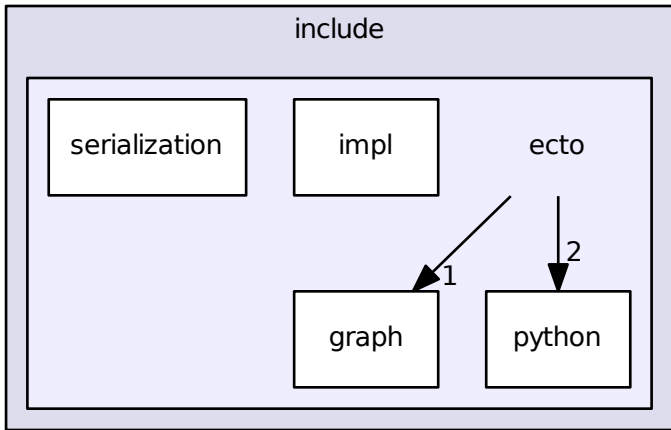 include
serialization
impl
ecto
1
2
graph
python